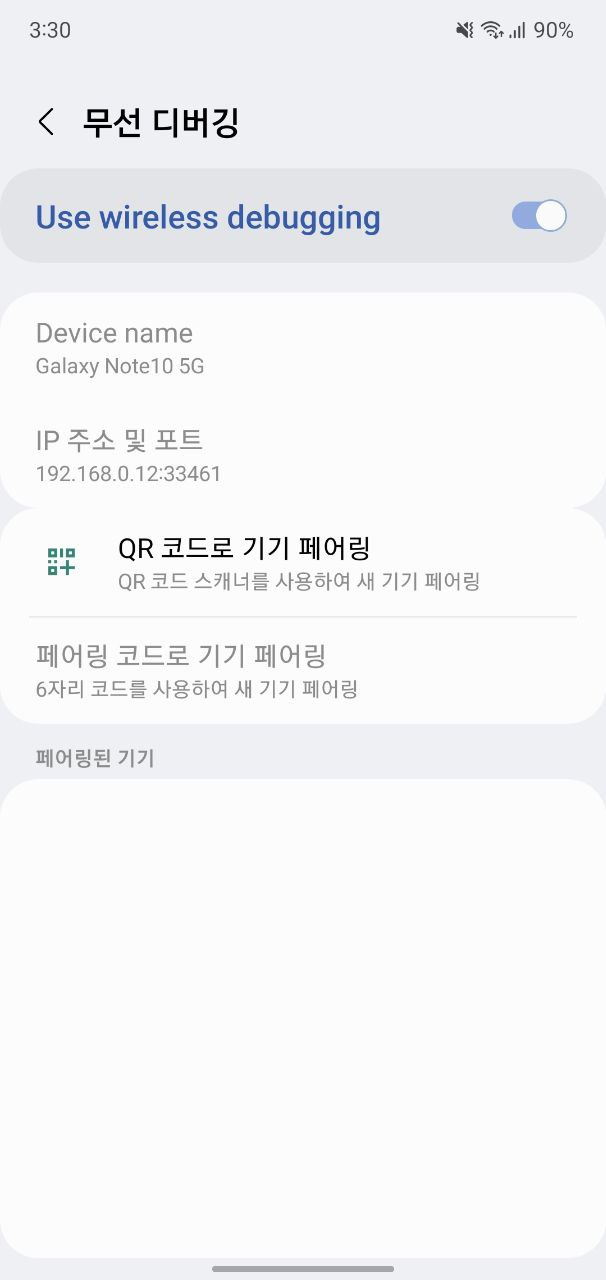 3:30
90%
무선 디버깅
Use wireless debugging
Device name
Galaxy Note10 5G
IP 주소 및 포트
192.168.0.12:33461
QR 코드로 기기 페어링
QR 코드 스캐너를 사용하여 새 기기 페어링
페어링 코드로 기기 페어링
6자리 코드를 사용하여 새 기기 페어링
페어링된 기기